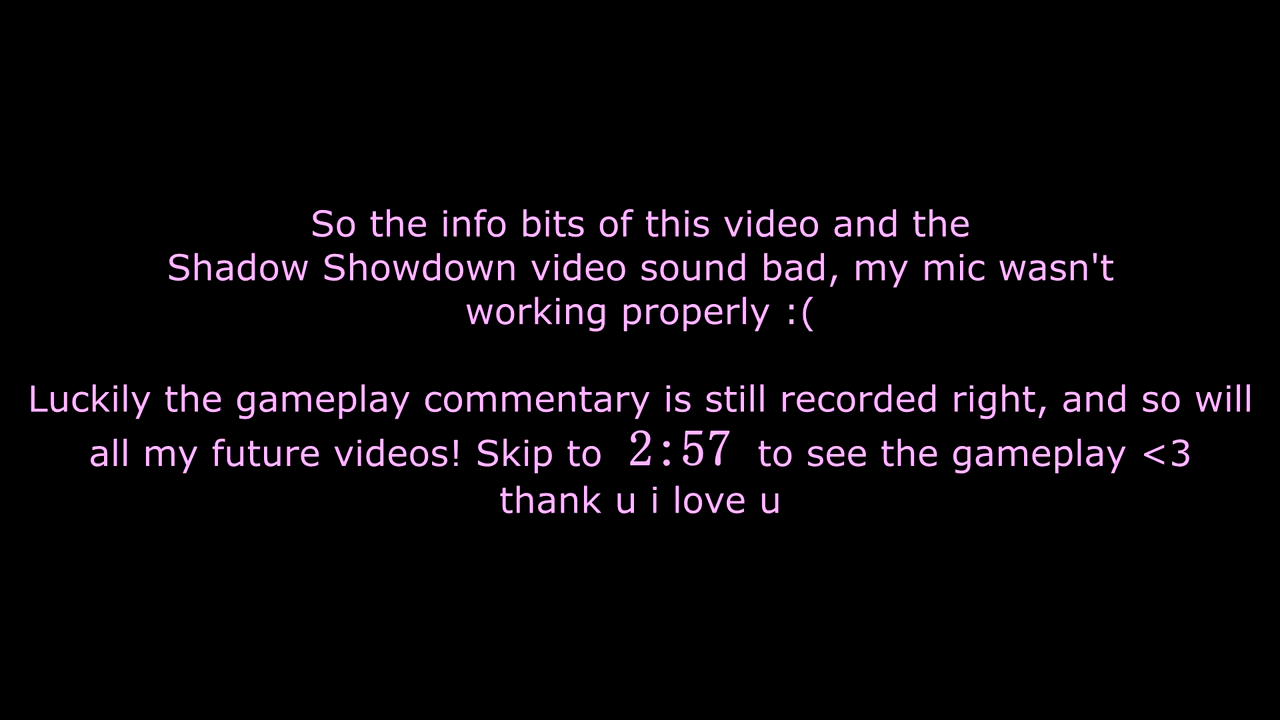 So the info bits of this video and the
Shadow Showdown video sound bad, my mic wasn't
working properly :(
Luckily the gameplay commentary is still recorded right, and so will
all my future videos! Skip to 2:57 to see the gameplay <3
thank u i love u